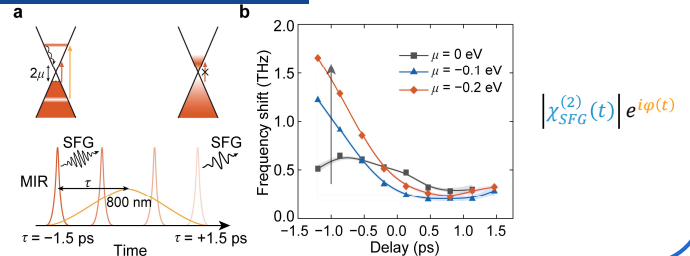 a
2μ
SFG
SFG
MIR
τ
800 nm
τ = −1.5 ps
τ = +1.5 ps
Time
b
Frequency shift (THz)
2.0
1.5
1.0
0.5
0.0
μ = 0 eV
μ = −0.1 eV
μ = −0.2 eV
−1.5 −1.0 −0.5 0.0 0.5 1.0 1.5
Delay (ps)
|χ_SFG^(2)(t)| e^{iφ(t)}